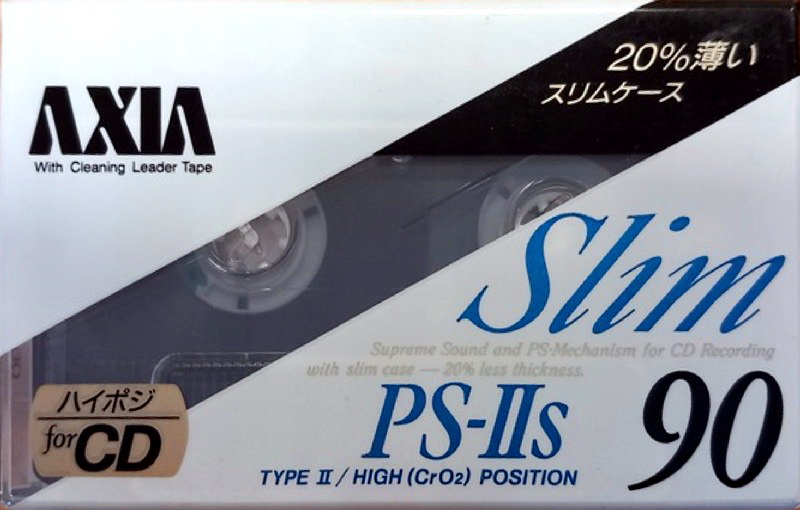 20%薄い
スリムケース
AXIA
With Cleaning Leader Tape
Slim
Supreme Sound and PS-Mechanism for CD Recording
with slim case — 20% less thickness.
ハイポジ
for CD
PS-IIs
90
TYPE II / HIGH (CrO2) POSITION